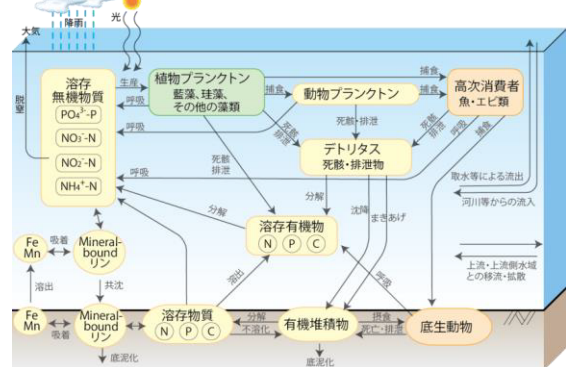 降雨
光
大気
脱窒
溶存
無機物質
PO₄³⁻-P
NO₃⁻-N
NO₂⁻-N
NH₄⁺-N
生産
呼吸
植物プランクトン
藍藻、珪藻、
その他の藻類
捕食
呼吸
動物プランクトン
捕食
捕食
高次消費者
魚・エビ類
死骸
排泄
死骸・排泄
死骸
排泄
呼吸
捕食
デトリタス
死骸・排泄物
死骸
排泄
呼吸
分解
分解
沈降
まきあげ
取水等による流出
河川等からの流入
溶存有機物
N P C
Fe
Mn
吸着
Mineral-
bound
リン
溶出
共沈
溶出
呼吸
上流・上流側水域
との移流・拡散
Fe
Mn
吸着
Mineral-
bound
リン
溶存物質
N P C
分解
不溶化
有機堆積物
摂食
死亡・排泄
底生動物
底泥化
底泥化